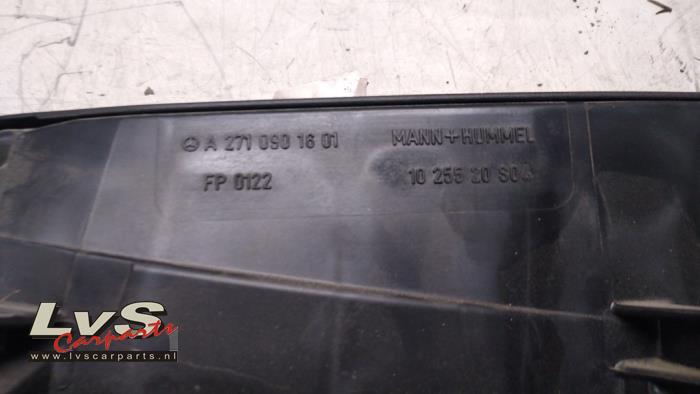 A 271 090 16 01 MANN+HUMMEL
FP 0122 10 255 20 S04
LvS
Carparts
www.lvscarparts.nl